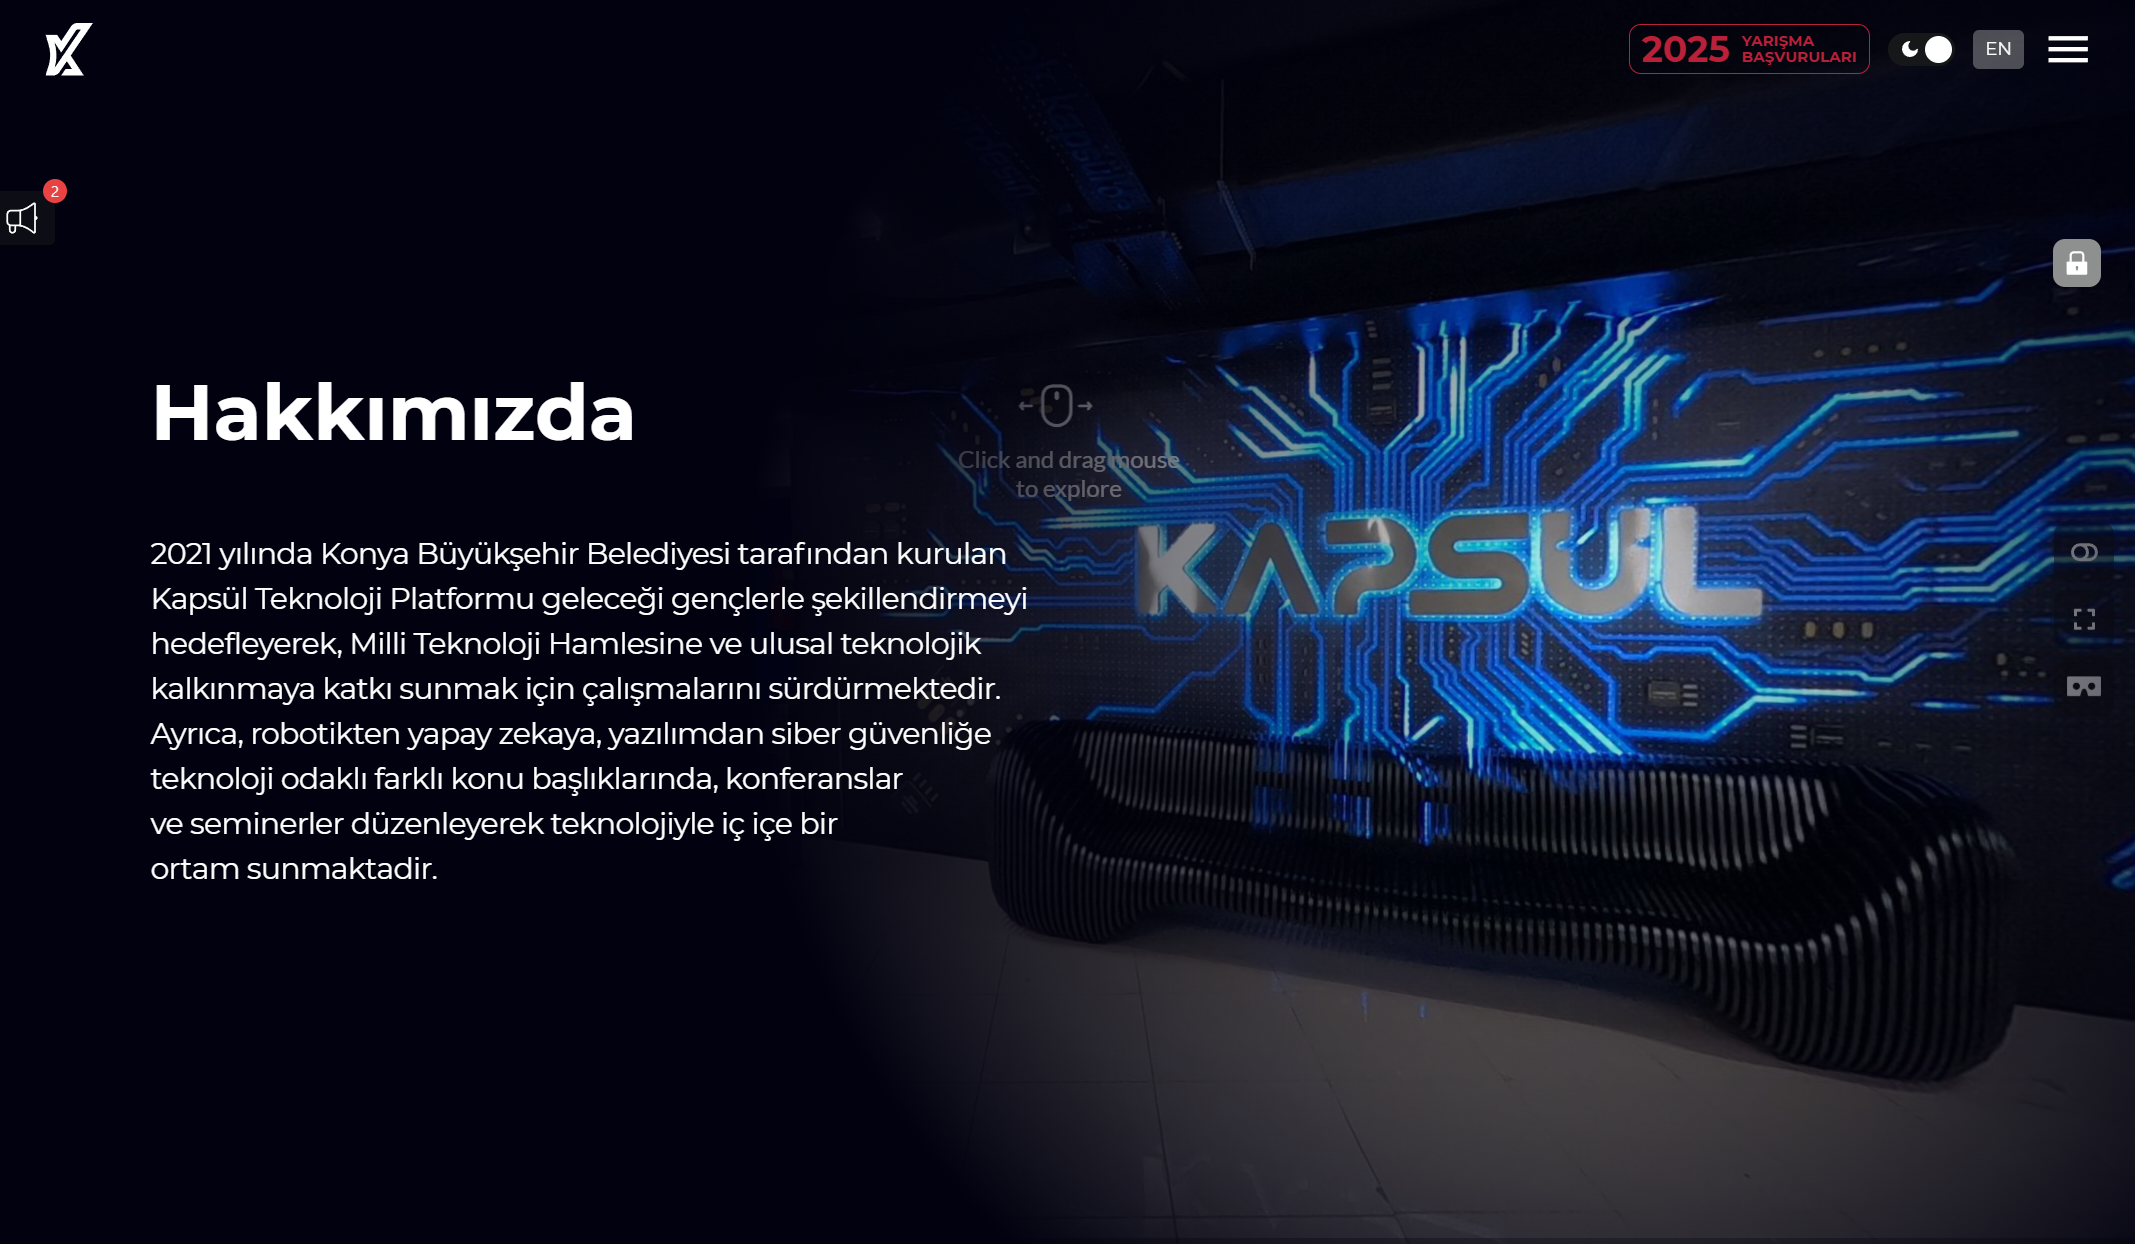 2025 YARIŞMA
BAŞVURULARI
EN
2
Hakkımızda
Click and drag mouse
to explore
KAPSÜL
2021 yılında Konya Büyükşehir Belediyesi tarafından kurulan
Kapsül Teknoloji Platformu geleceği gençlerle şekillendirmeyi
hedefleyerek, Milli Teknoloji Hamlesine ve ulusal teknolojik
kalkınmaya katkı sunmak için çalışmalarını sürdürmektedir.
Ayrıca, robotikten yapay zekaya, yazılımdan siber güvenliğe
teknoloji odaklı farklı konu başlıklarında, konferanslar
ve seminerler düzenleyerek teknolojiyle iç içe bir
ortam sunmaktadir.